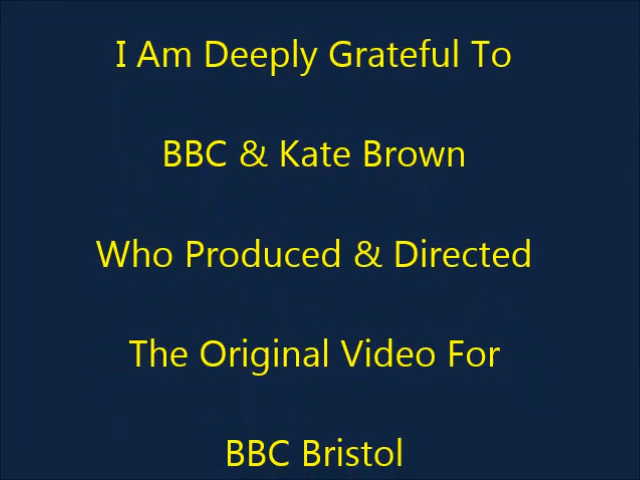 I Am Deeply Grateful To
BBC & Kate Brown
Who Produced & Directed
The Original Video For
BBC Bristol